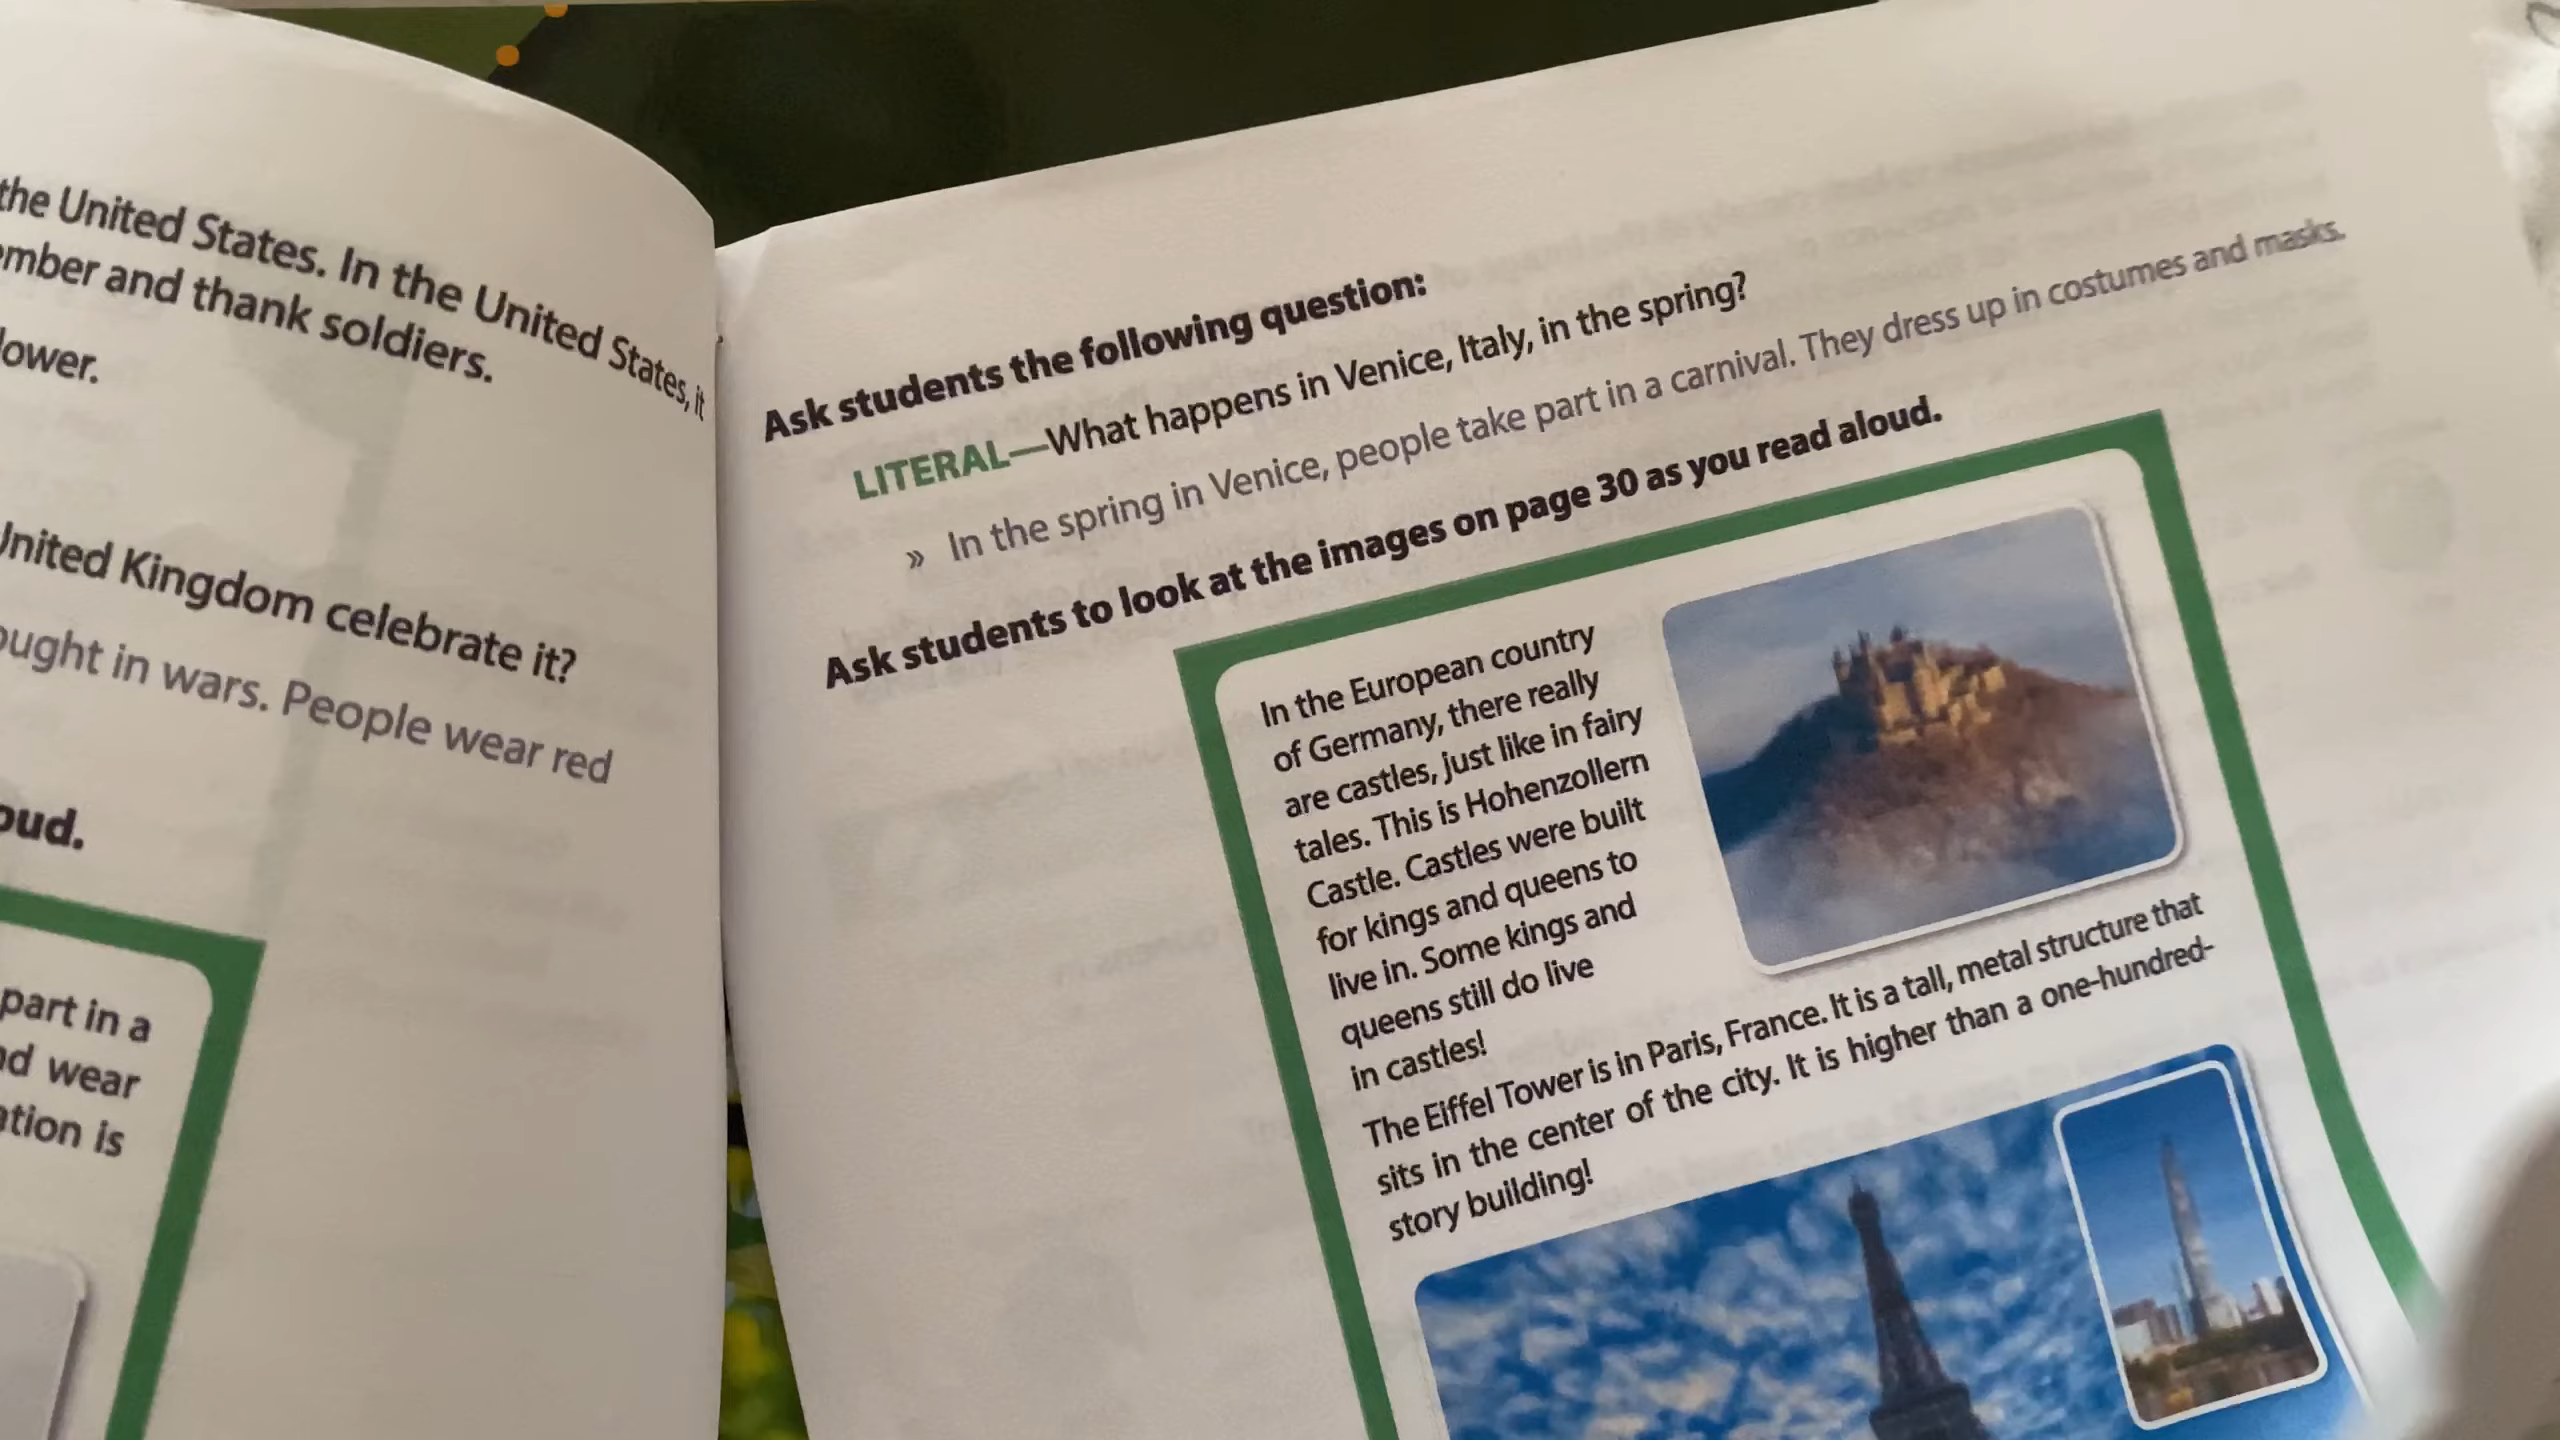 the United States. In the United States, it
ember and thank soldiers.
lower.
United Kingdom celebrate it?
ought in wars. People wear red
oud.
part in a
nd wear
ation is
Ask students the following question:
LITERAL—What happens in Venice, Italy, in the spring?
» In the spring in Venice, people take part in a carnival. They dress up in costumes and masks.
Ask students to look at the images on page 30 as you read aloud.
In the European country
of Germany, there really
are castles, just like in fairy
tales. This is Hohenzollern
Castle. Castles were built
for kings and queens to
live in. Some kings and
queens still do live
in castles!
The Eiffel Tower is in Paris, France. It is a tall, metal structure that
sits in the center of the city. It is higher than a one-hundred-
story building!